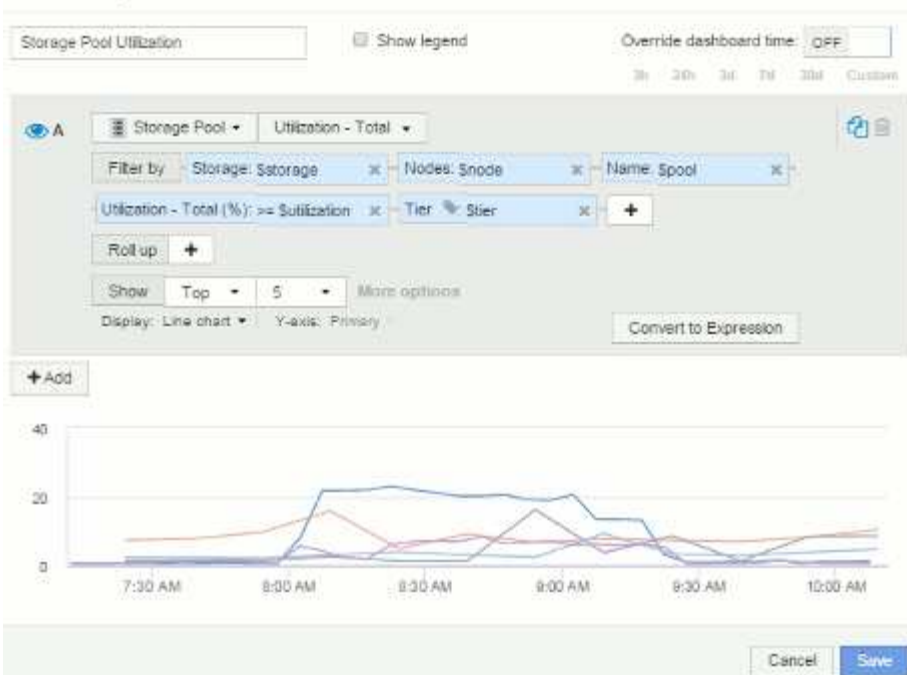 Storage Pool Utilization Show legend Override dashboard time: OFF
3h 24h 3d 7d 30d Custom
A Storage Pool Utilization - Total
Filter by Storage: $storage Nodes: $node Name: $pool
Utilization - Total (%): >= $utilization Tier $tier +
Roll up +
Show Top 5 More options
Display: Line chart Y-axis: Primary Convert to Expression
+ Add
40
20
0
7:30 AM 8:00 AM 8:30 AM 9:00 AM 9:30 AM 10:00 AM
Cancel Save